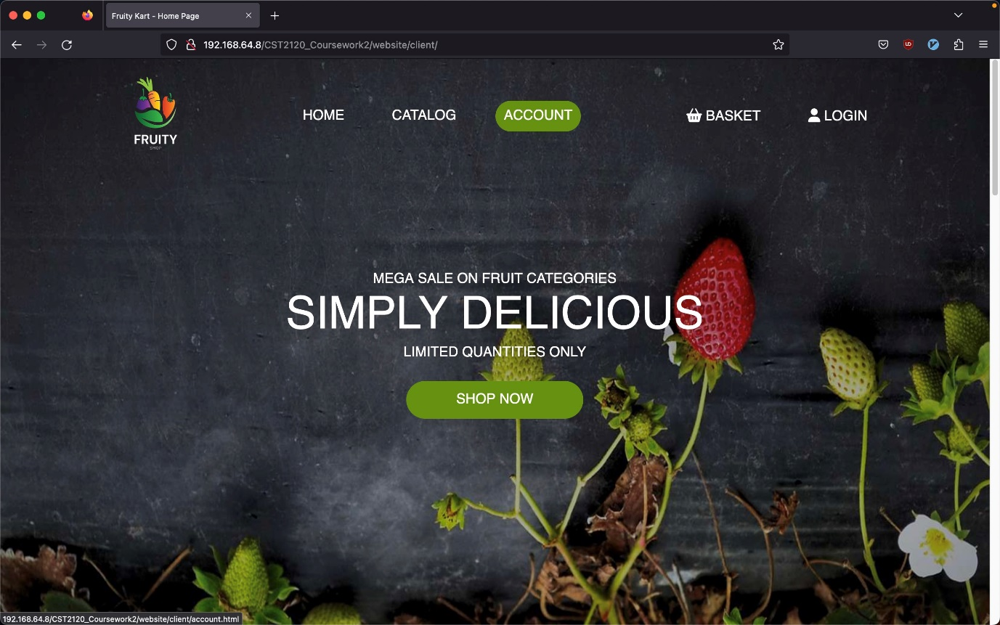 Fruity Kart - Home Page
192.168.64.8/CST2120_Coursework2/website/client/
UD
FRUITY
SHOP
HOME
CATALOG
ACCOUNT
BASKET
LOGIN
MEGA SALE ON FRUIT CATEGORIES
SIMPLY DELICIOUS
LIMITED QUANTITIES ONLY
SHOP NOW
192.168.64.8/CST2120_Coursework2/website/client/account.html